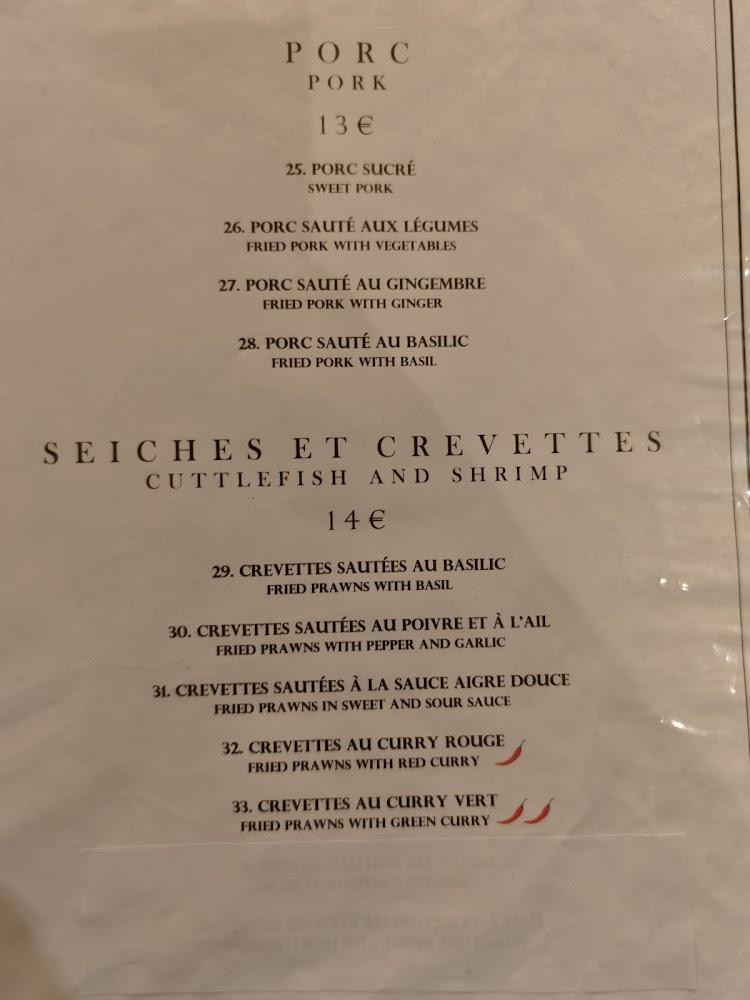 PORC
PORK
13€
25. PORC SUCRÉ
SWEET PORK
26. PORC SAUTÉ AUX LÉGUMES
FRIED PORK WITH VEGETABLES
27. PORC SAUTÉ AU GINGEMBRE
FRIED PORK WITH GINGER
28. PORC SAUTÉ AU BASILIC
FRIED PORK WITH BASIL
SEICHES ET CREVETTES
CUTTLEFISH AND SHRIMP
14€
29. CREVETTES SAUTÉES AU BASILIC
FRIED PRAWNS WITH BASIL
30. CREVETTES SAUTÉES AU POIVRE ET À L'AIL
FRIED PRAWNS WITH PEPPER AND GARLIC
31. CREVETTES SAUTÉES À LA SAUCE AIGRE DOUCE
FRIED PRAWNS IN SWEET AND SOUR SAUCE
32. CREVETTES AU CURRY ROUGE
FRIED PRAWNS WITH RED CURRY
33. CREVETTES AU CURRY VERT
FRIED PRAWNS WITH GREEN CURRY